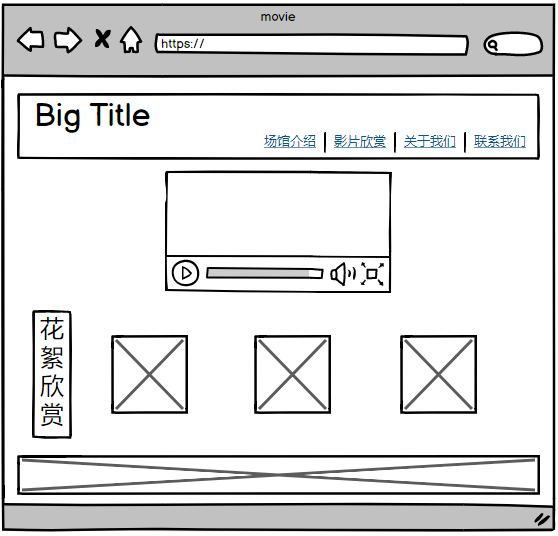 movie
https://
Big Title
场馆介绍 影片欣赏 关于我们 联系我们
花
絮
欣
赏